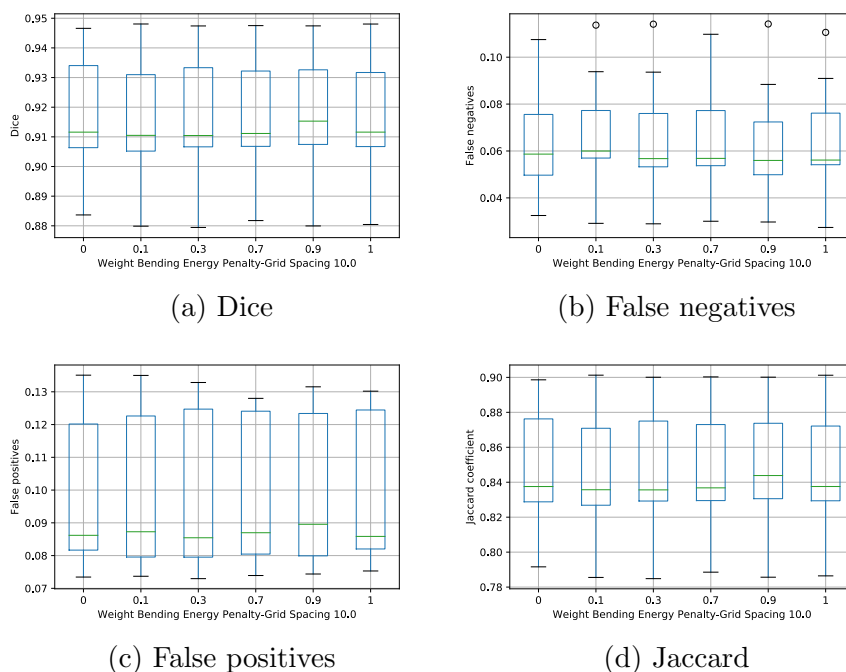 0.95
0.94
0.93
0.92
0.91
0.90
0.89
0.88
Dice
0 0.1 0.3 0.7 0.9 1
Weight Bending Energy Penalty-Grid Spacing 10.0
(a) Dice
0.10
0.08
0.06
0.04
False negatives
0 0.1 0.3 0.7 0.9 1
Weight Bending Energy Penalty-Grid Spacing 10.0
(b) False negatives
0.13
0.12
0.11
0.10
0.09
0.08
0.07
False positives
0 0.1 0.3 0.7 0.9 1
Weight Bending Energy Penalty-Grid Spacing 10.0
(c) False positives
0.90
0.88
0.86
0.84
0.82
0.80
0.78
Jaccard coefficient
0 0.1 0.3 0.7 0.9 1
Weight Bending Energy Penalty-Grid Spacing 10.0
(d) Jaccard